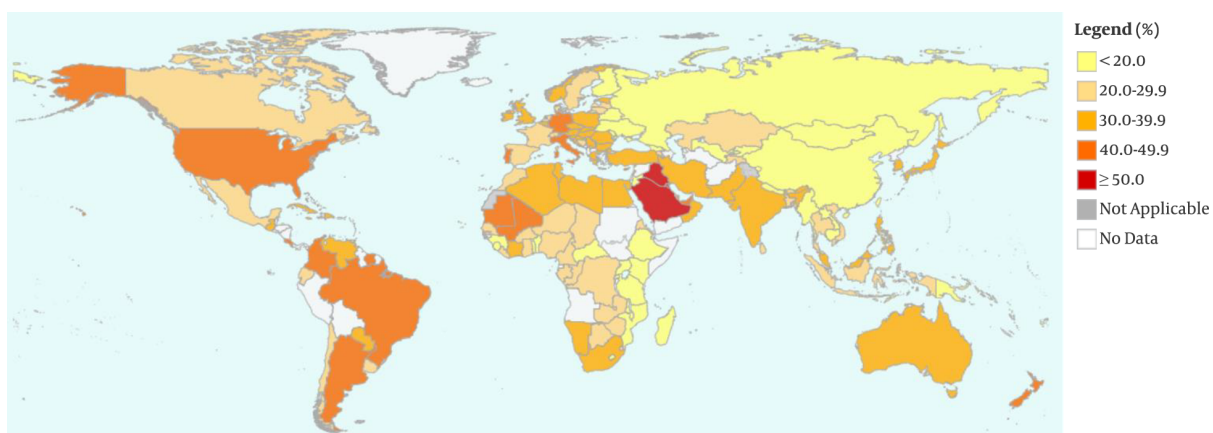 Legend (%)
< 20.0
20.0-29.9
30.0-39.9
40.0-49.9
≥ 50.0
Not Applicable
No Data